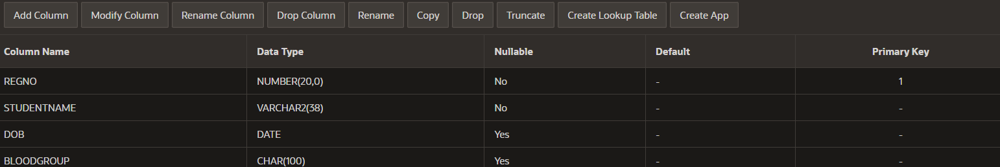 Add Column Modify Column Rename Column Drop Column Rename Copy Drop Truncate Create Lookup Table Create App
Column Name Data Type Nullable Default Primary Key
REGNO NUMBER(20,0) No - 1
STUDENTNAME VARCHAR2(38) No - -
DOB DATE Yes - -
BLOODGROUP CHAR(100) Yes - -